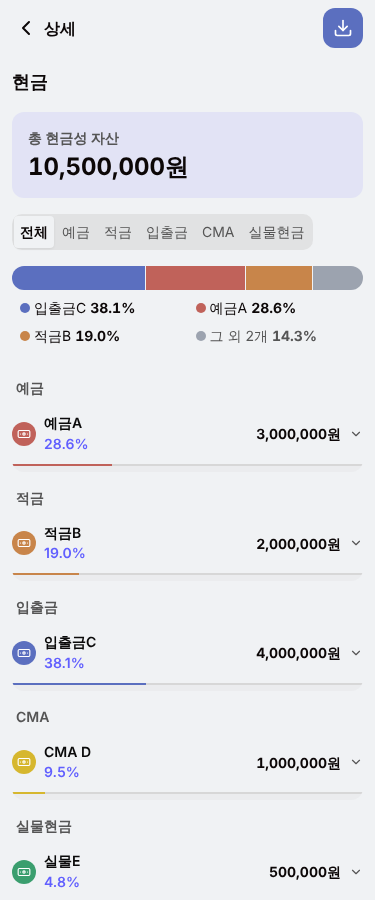 상세
현금
총 현금성 자산
10,500,000원
전체 예금 적금 입출금 CMA 실물현금
입출금C 38.1% 예금A 28.6%
적금B 19.0% 그 외 2개 14.3%
예금
예금A
28.6%
3,000,000원
적금
적금B
19.0%
2,000,000원
입출금
입출금C
38.1%
4,000,000원
CMA
CMA D
9.5%
1,000,000원
실물현금
실물E
4.8%
500,000원